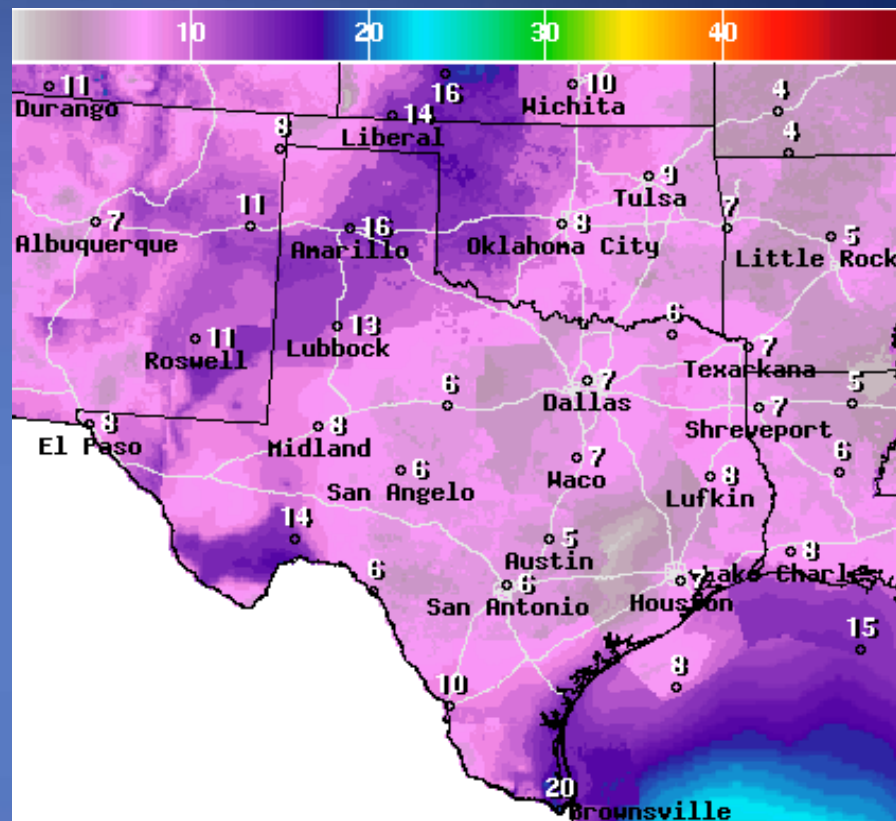 10 20 30 40
11
Durango
16
10
Wichita
4
14
Liberal
8
4
9
Tulsa
7
Albuquerque
11
16
Amarillo
8
Oklahoma City
7
5
Little Rock
11
Roswell
13
Lubbock
6
7
Texarkana
6
7
Dallas
7
Shreveport
5
8
El Paso
8
Midland
6
San Angelo
7
Waco
8
Lufkin
6
14
5
Austin
8
Lake Charles
6
6
San Antonio
7
Houston
15
8
10
20
Brownsville